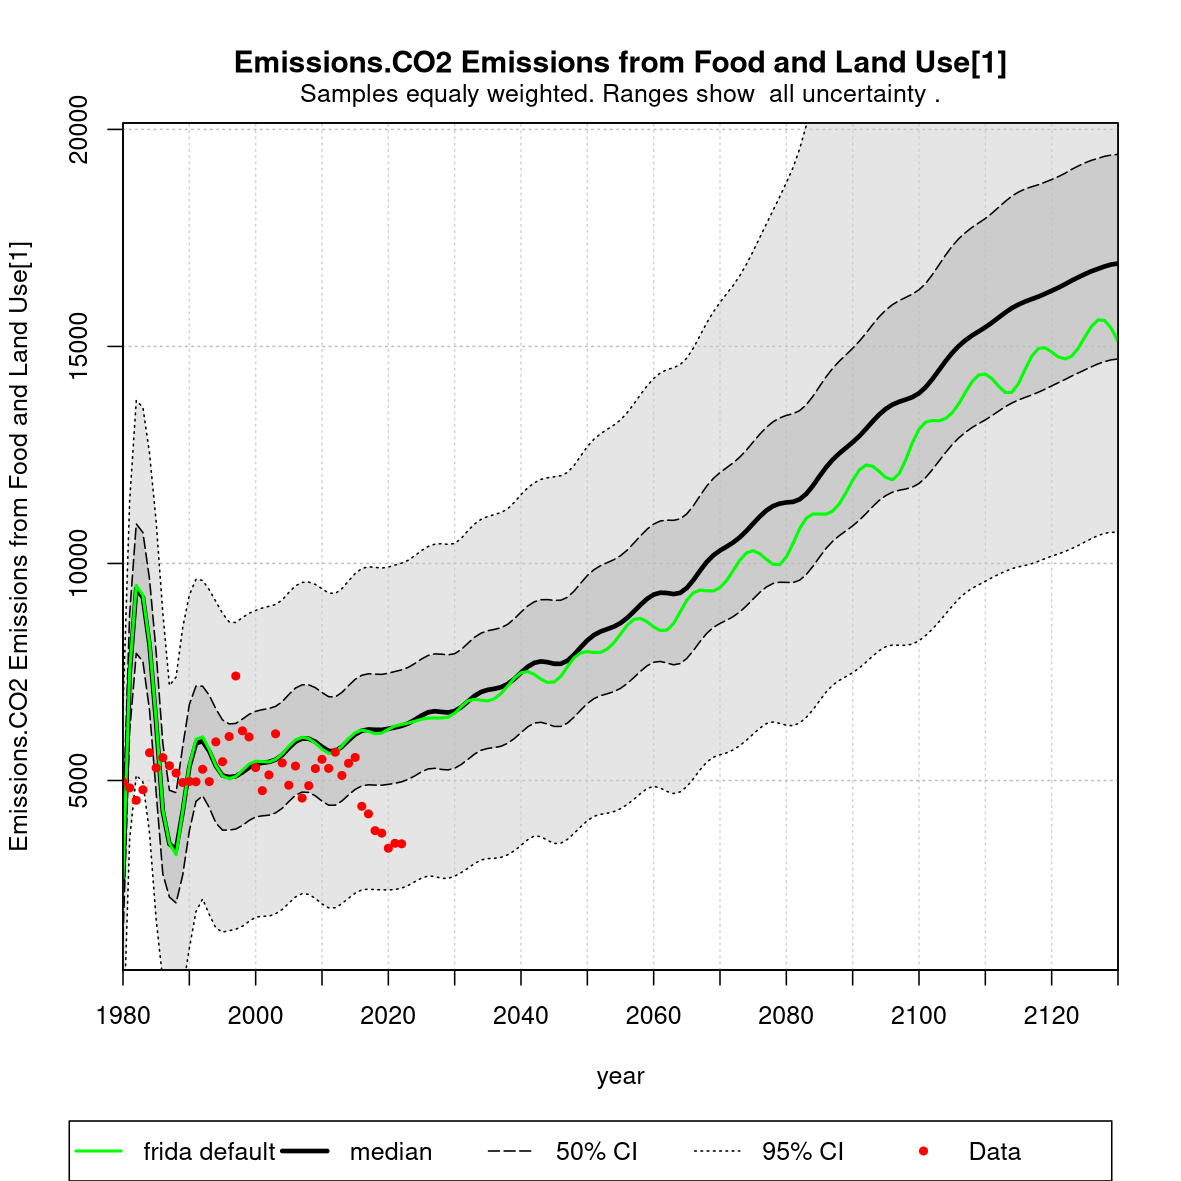 Emissions.CO2 Emissions from Food and Land Use[1]
Samples equaly weighted. Ranges show  all uncertainty .
Emissions.CO2 Emissions from Food and Land Use[1]
20000
15000
10000
5000
1980 2000 2020 2040 2060 2080 2100 2120
year
frida default median 50% CI 95% CI Data